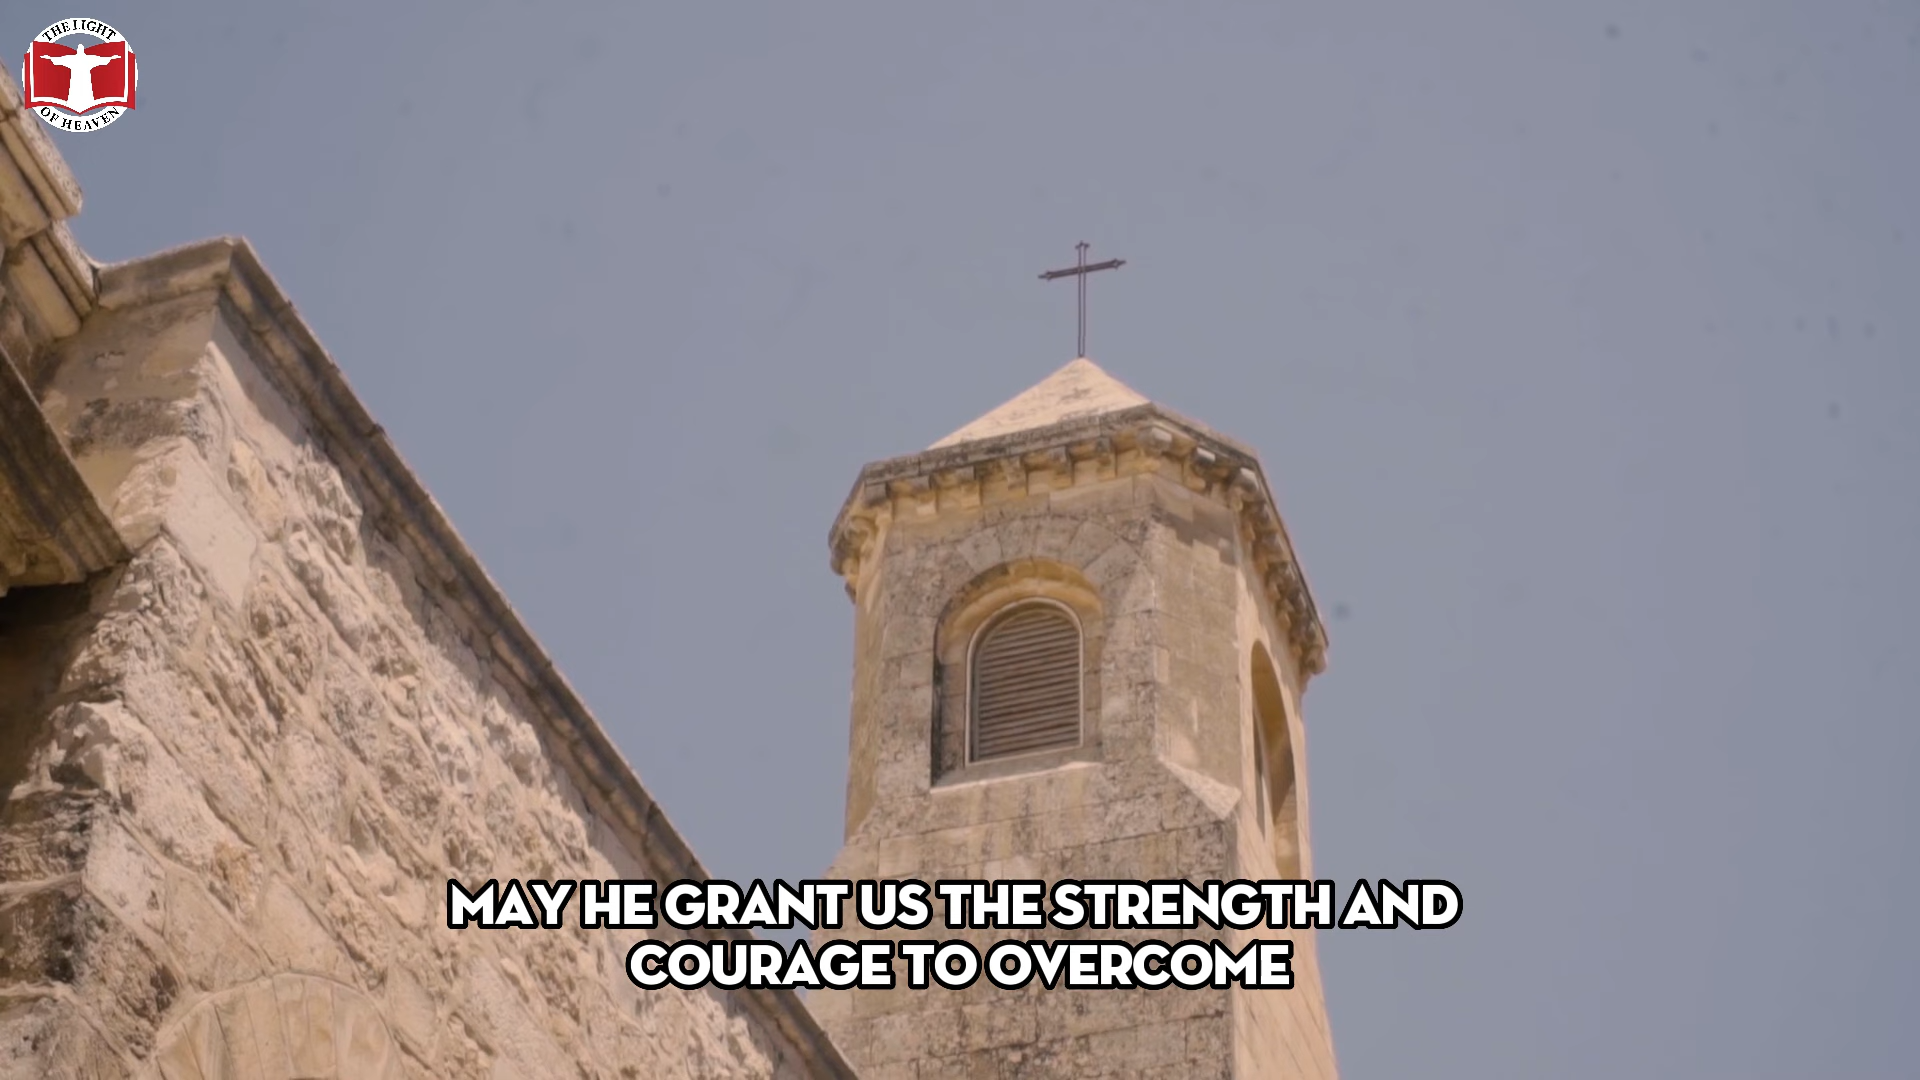 THE LIGHT
OF HEAVEN
MAY HE GRANT US THE STRENGTH AND
COURAGE TO OVERCOME